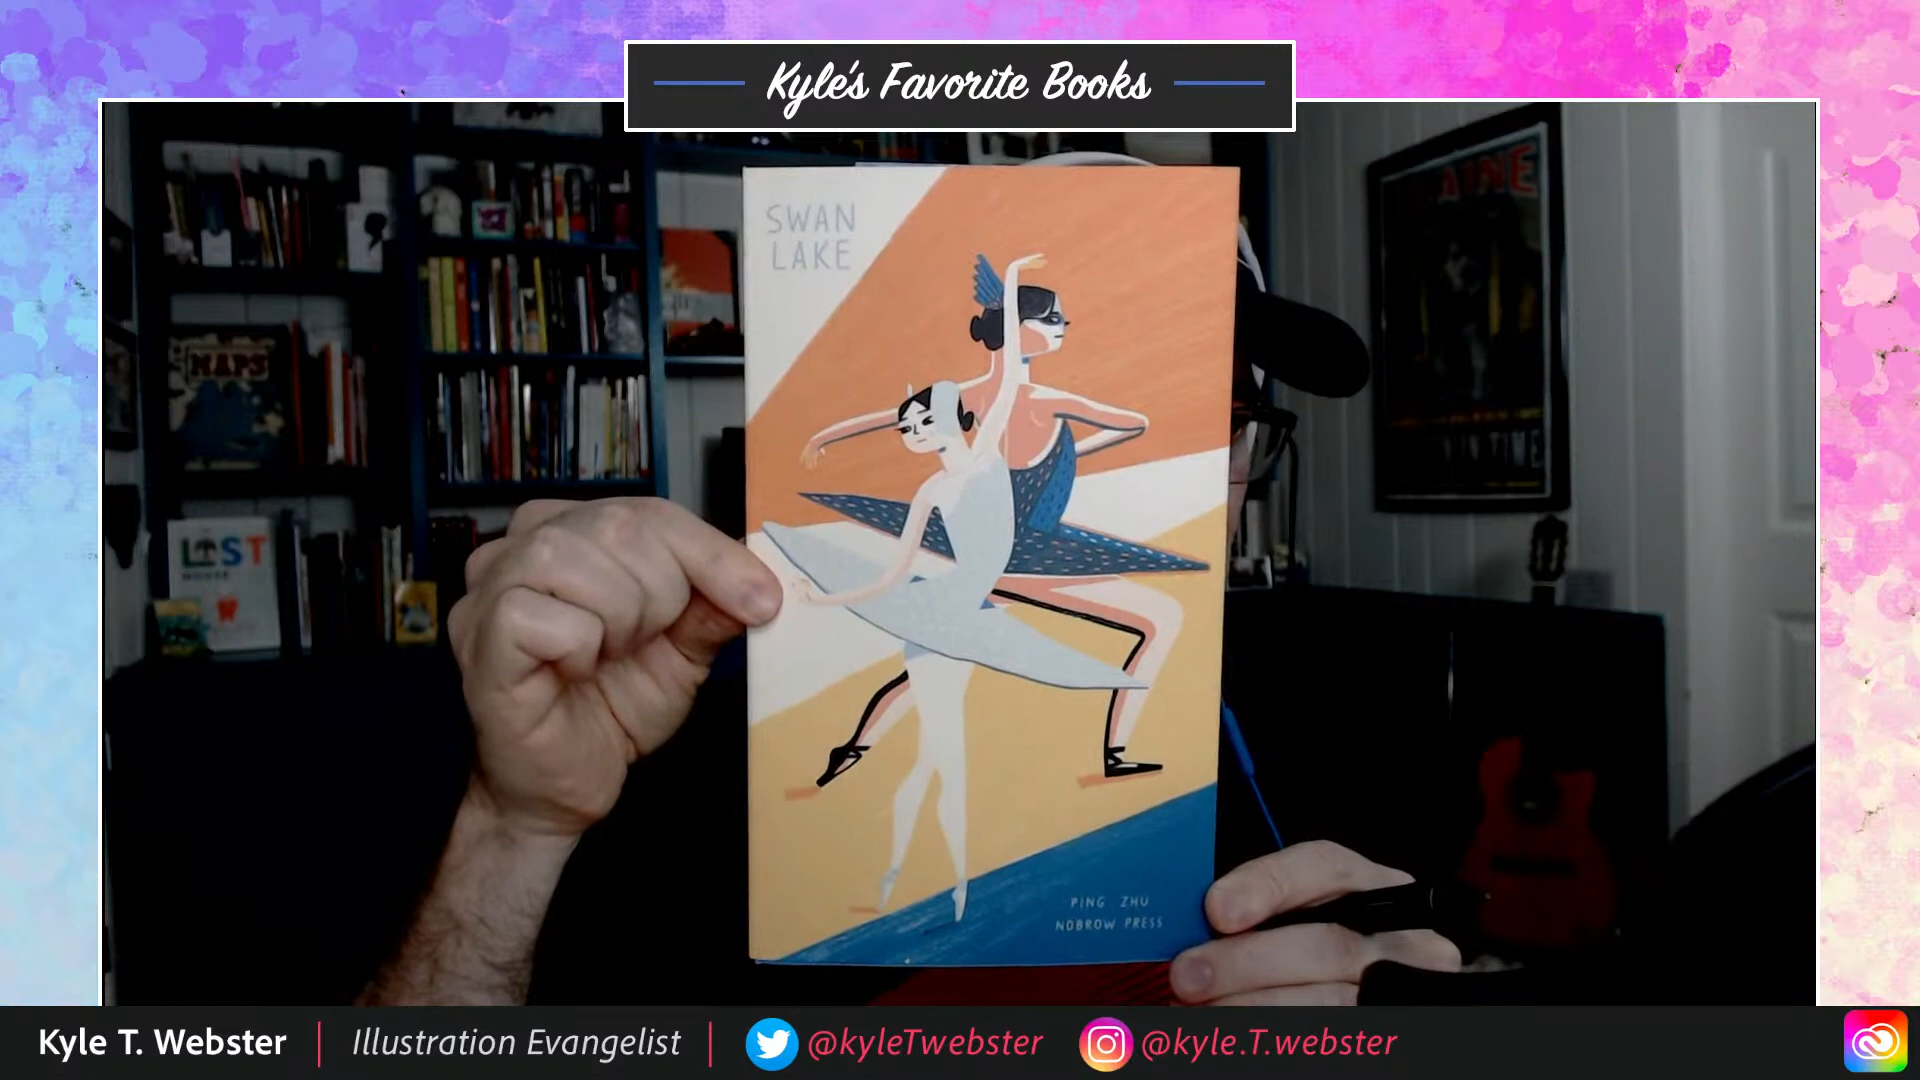 Kyle's Favorite Books
SWAN
LAKE
MAPS
LOST
PING ZHU
NOBROW PRESS
Kyle T. Webster
Illustration Evangelist
@kyleTwebster
@kyle.T.webster